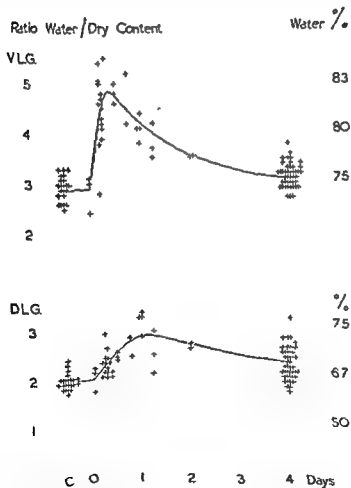 Ratio Water/Dry Content Water %.
VLG.
5 83
4 80
3 75
2
DLG. %
3 75
2 67
1 50
C 0 1 2 3 4 Days